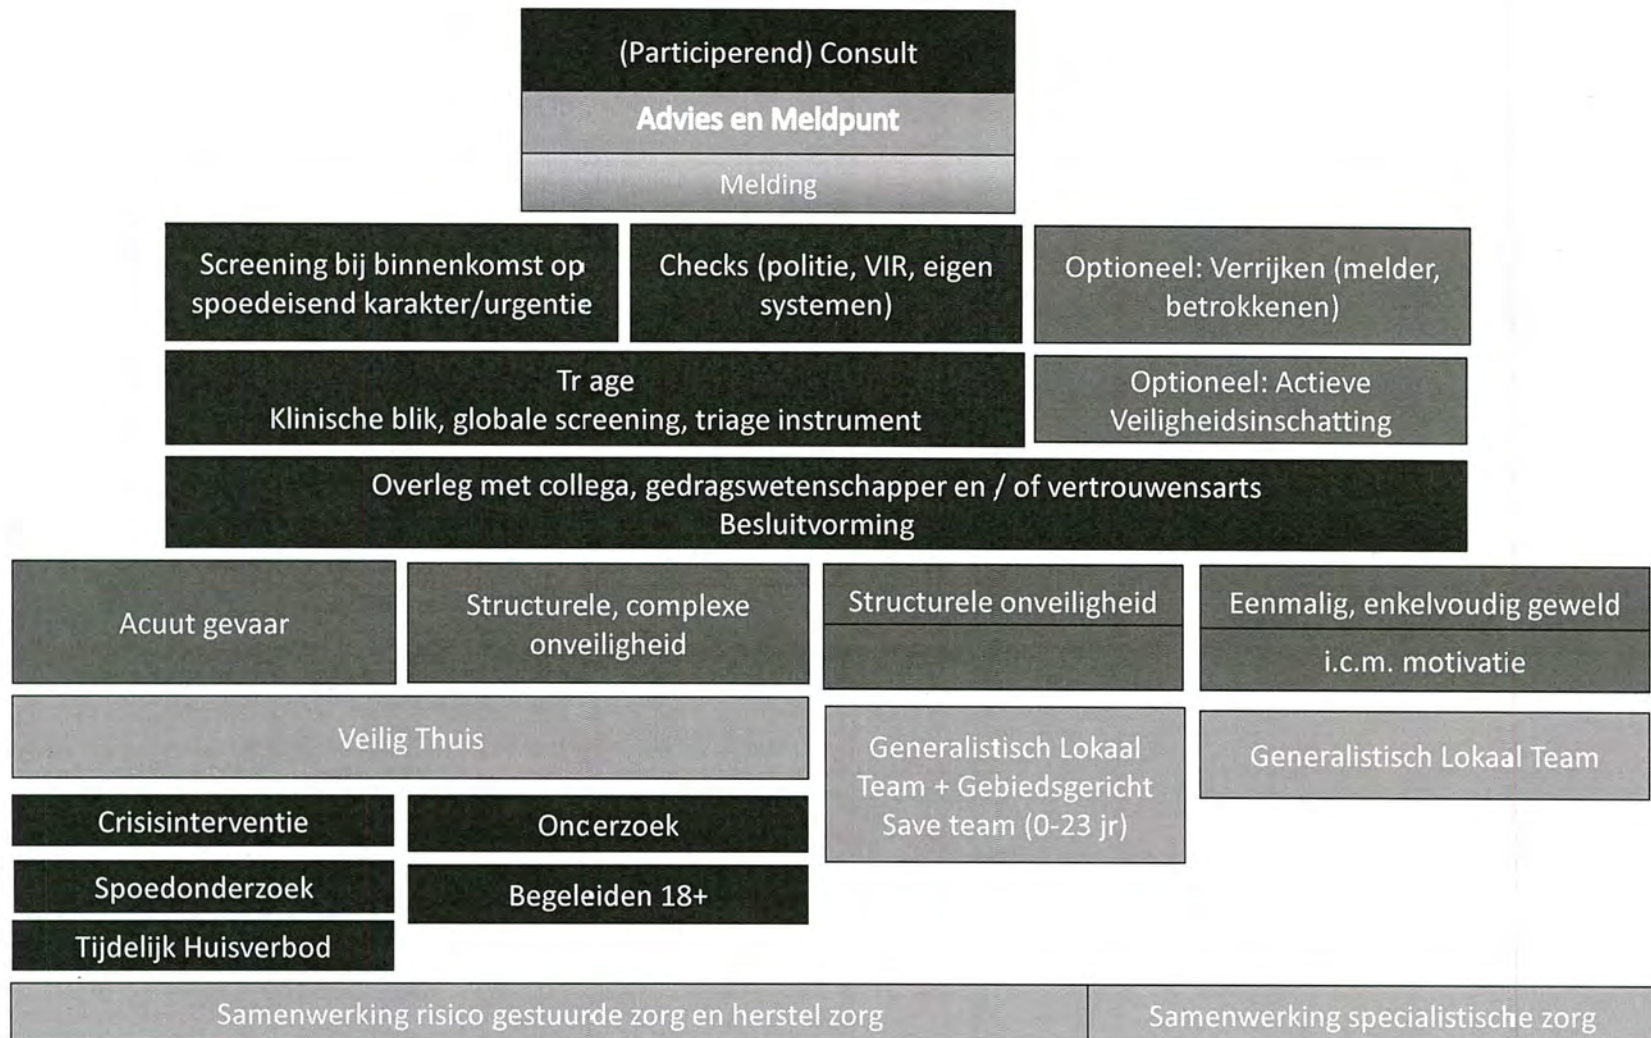 (Participerend) Consult
Advies en Meldpunt
Melding
Screening bij binnenkomst op
spoedeisend karakter/urgentie
Checks (politie, VIR, eigen
systemen)
Optioneel: Verrijken (melder,
betrokkenen)
Tr age
Klinische blik, globale screening, triage instrument
Optioneel: Actieve
Veiligheidsinschatting
Overleg met collega, gedragswetenschapper en / of vertrouwensarts
Besluitvorming
Acuut gevaar
Structurele, complexe
onveiligheid
Structurele onveiligheid
Eenmalig, enkelvoudig geweld
i.c.m. motivatie
Veilig Thuis
Generalistisch Lokaal
Team + Gebiedsgericht
Save team (0-23 jr)
Generalistisch Lokaal Team
Crisisinterventie
Oncerzoek
Spoedonderzoek
Begeleiden 18+
Tijdelijk Huisverbod
Samenwerking risico gestuurde zorg en herstel zorg
Samenwerking specialistische zorg